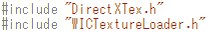 #include "DirectXTex.h"
#include "WICTextureLoader.h"